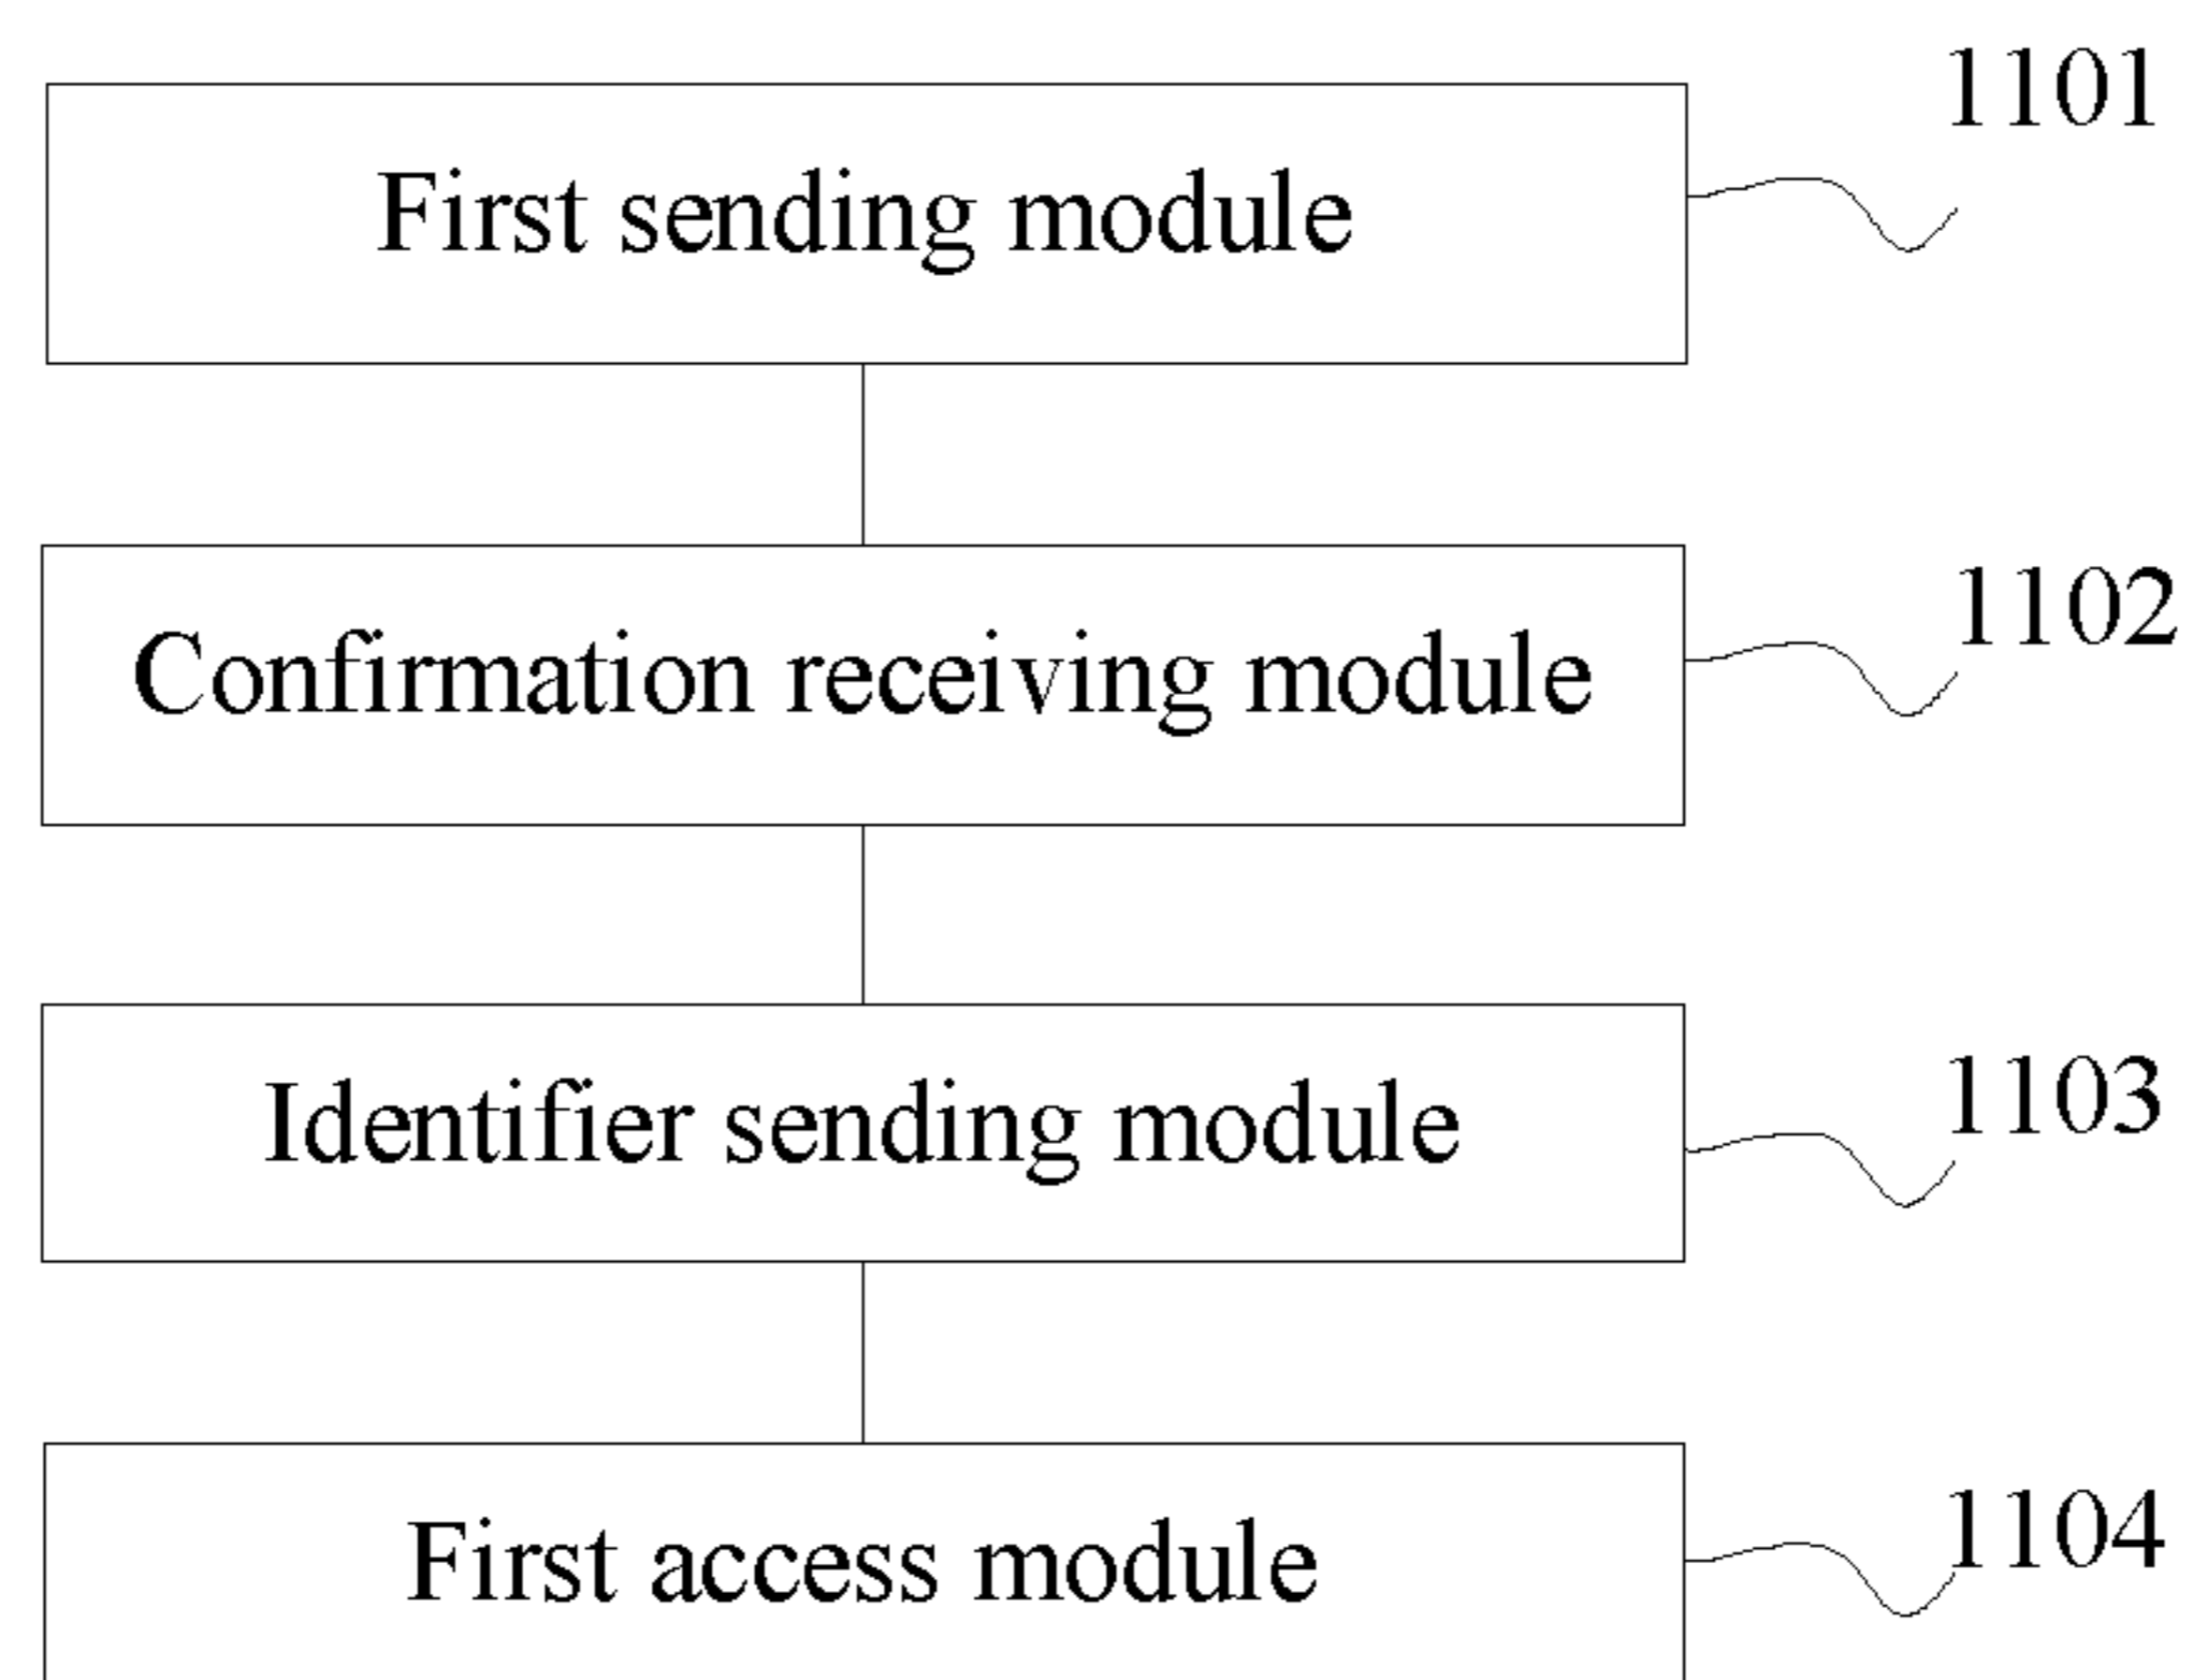 1101
First sending module
1102
Confirmation receiving module
1103
Identifier sending module
1104
First access module